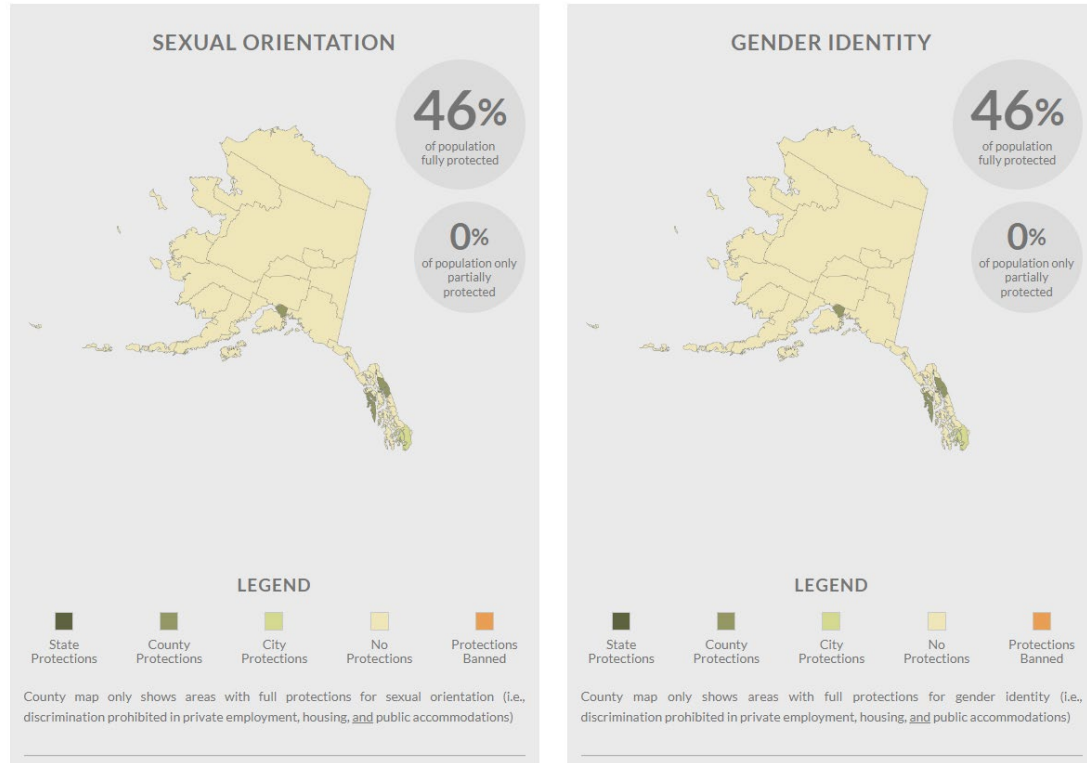 SEXUAL ORIENTATION
46%
of population
fully protected
0%
of population only
partially
protected
LEGEND
State
Protections
County
Protections
City
Protections
No
Protections
Protections
Banned
County map only shows areas with full protections for sexual orientation (i.e.,
discrimination prohibited in private employment, housing, and public accommodations)
GENDER IDENTITY
46%
of population
fully protected
0%
of population only
partially
protected
LEGEND
State
Protections
County
Protections
City
Protections
No
Protections
Protections
Banned
County map only shows areas with full protections for gender identity (i.e.,
discrimination prohibited in private employment, housing, and public accommodations)